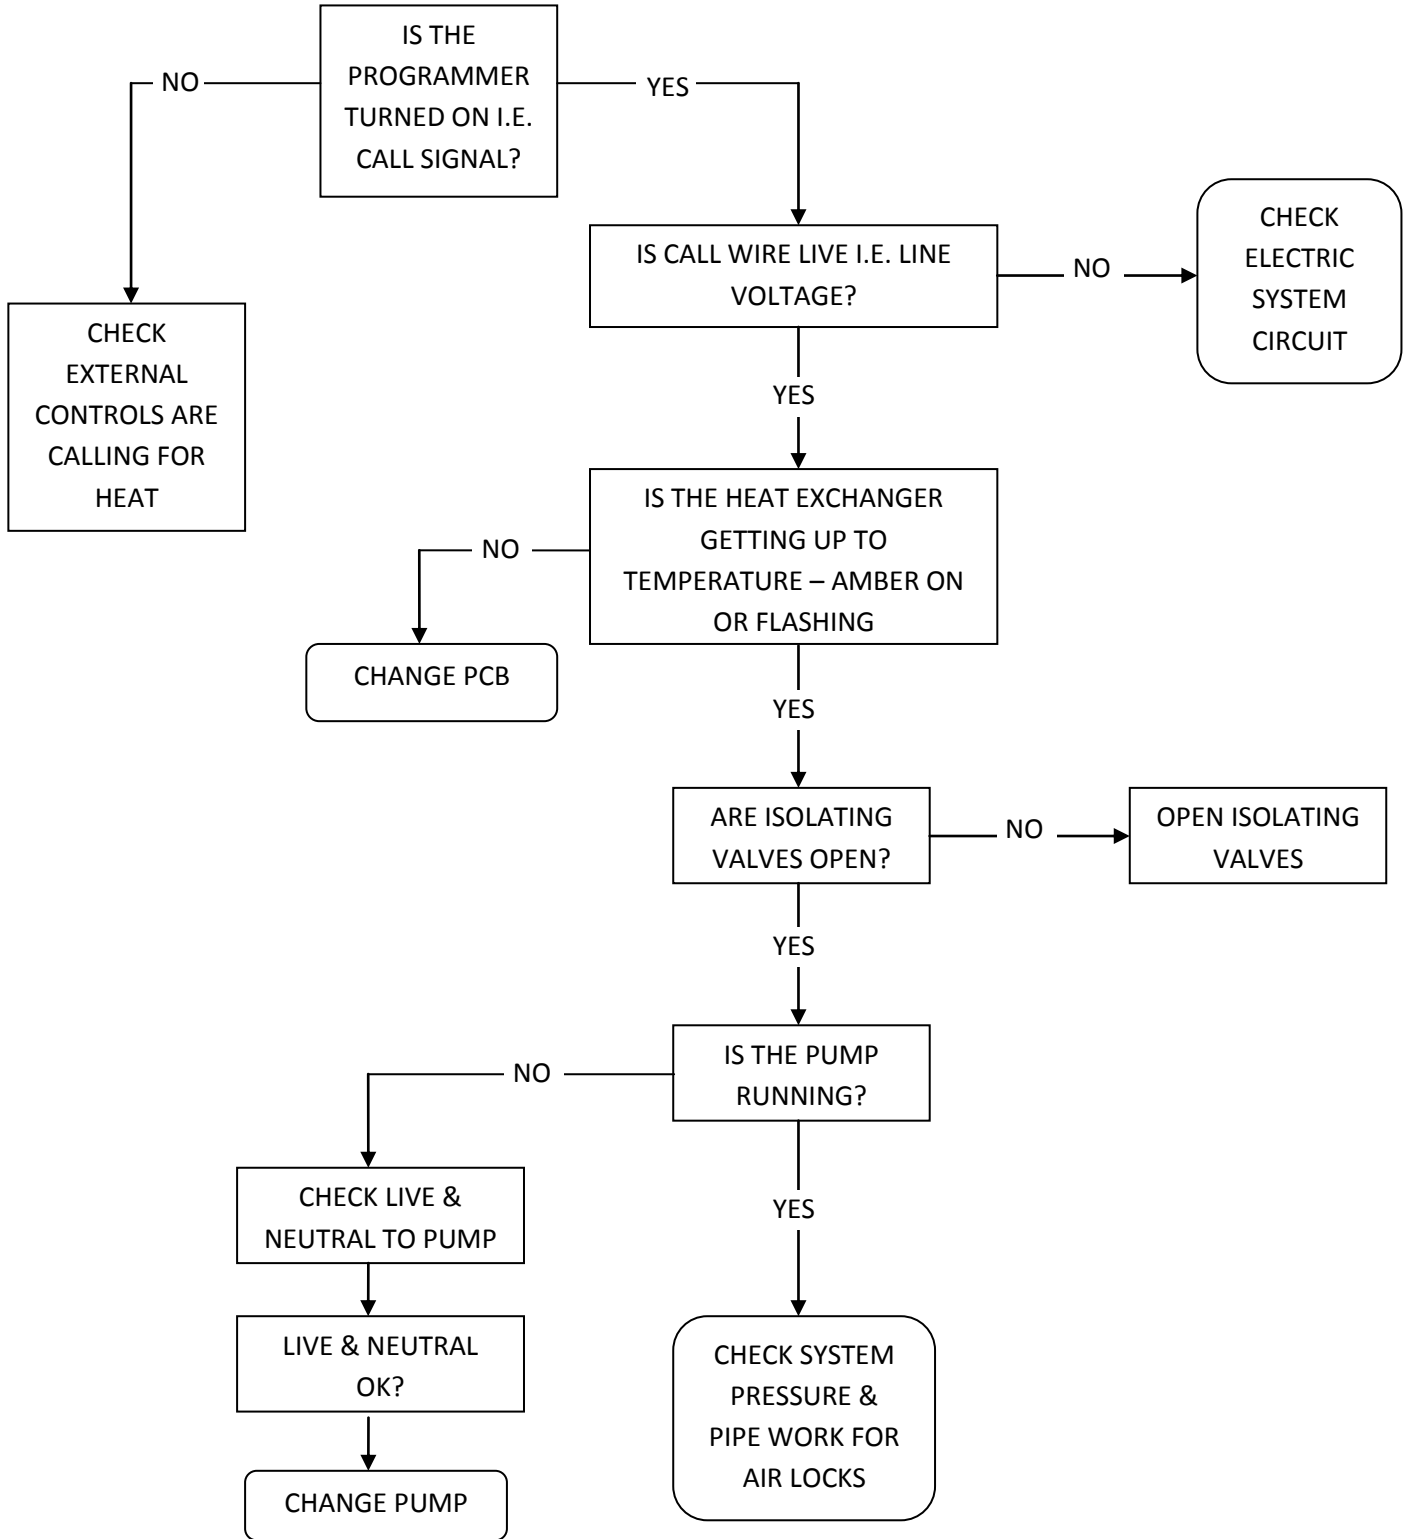 IS THE
PROGRAMMER
TURNED ON I.E.
CALL SIGNAL?
NO
YES
CHECK
EXTERNAL
CONTROLS ARE
CALLING FOR
HEAT
IS CALL WIRE LIVE I.E. LINE
VOLTAGE?
NO
CHECK
ELECTRIC
SYSTEM
CIRCUIT
YES
IS THE HEAT EXCHANGER
GETTING UP TO
TEMPERATURE – AMBER ON
OR FLASHING
NO
CHANGE PCB
YES
ARE ISOLATING
VALVES OPEN?
NO
OPEN ISOLATING
VALVES
YES
IS THE PUMP
RUNNING?
NO
CHECK LIVE &
NEUTRAL TO PUMP
LIVE & NEUTRAL
OK?
CHANGE PUMP
YES
CHECK SYSTEM
PRESSURE &
PIPE WORK FOR
AIR LOCKS